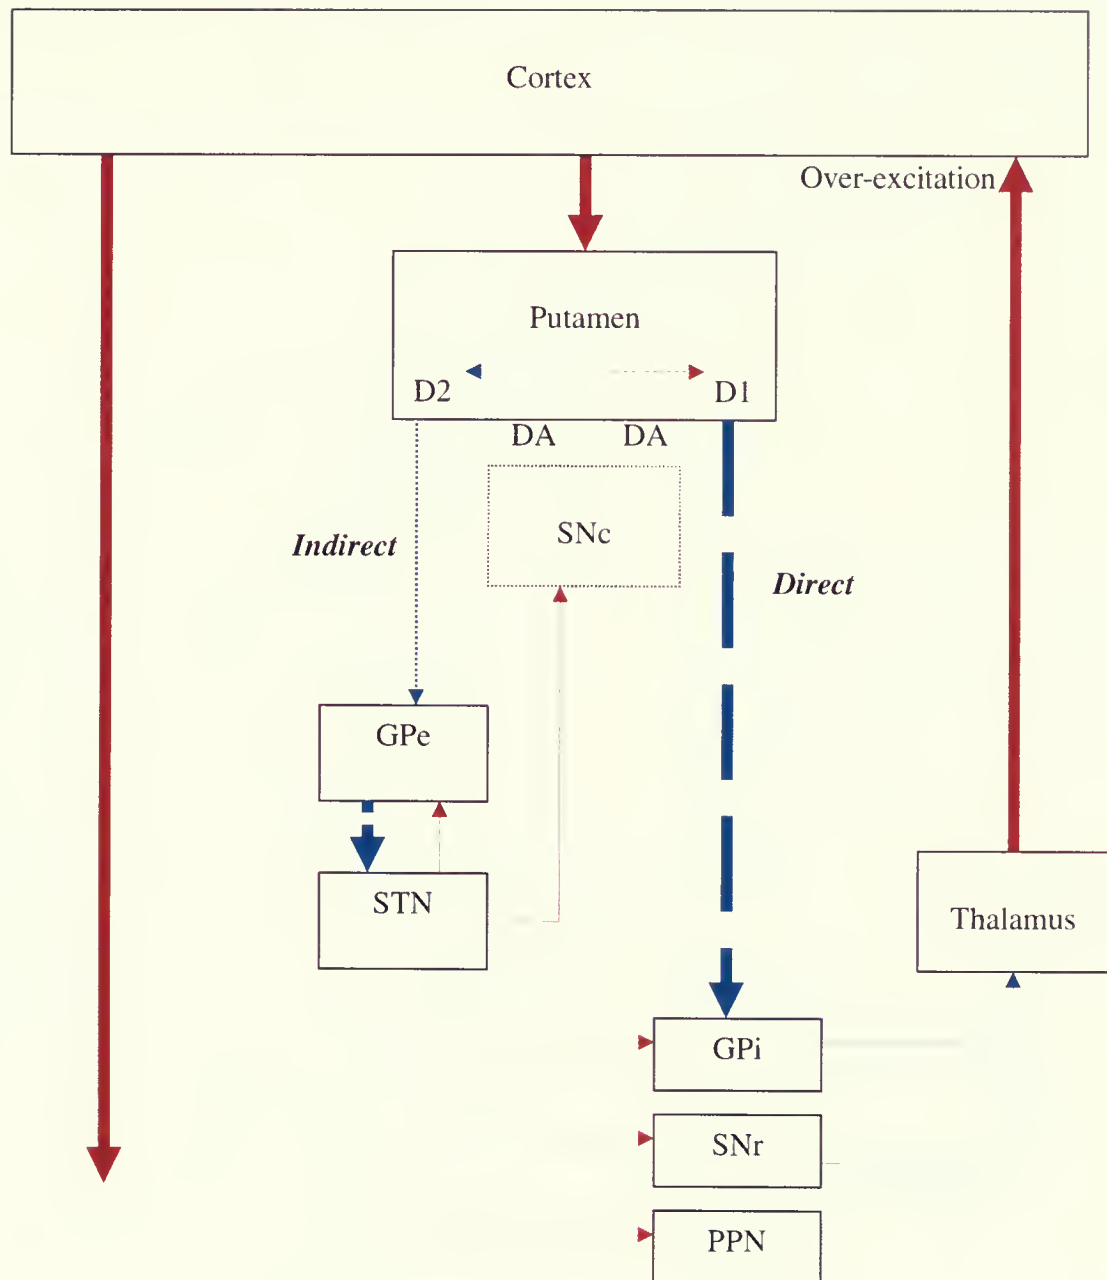 Cortex
Over-excitation
Putamen
D2
D1
DA
DA
SNc
Indirect
Direct
GPe
STN
Thalamus
GPi
SNr
PPN